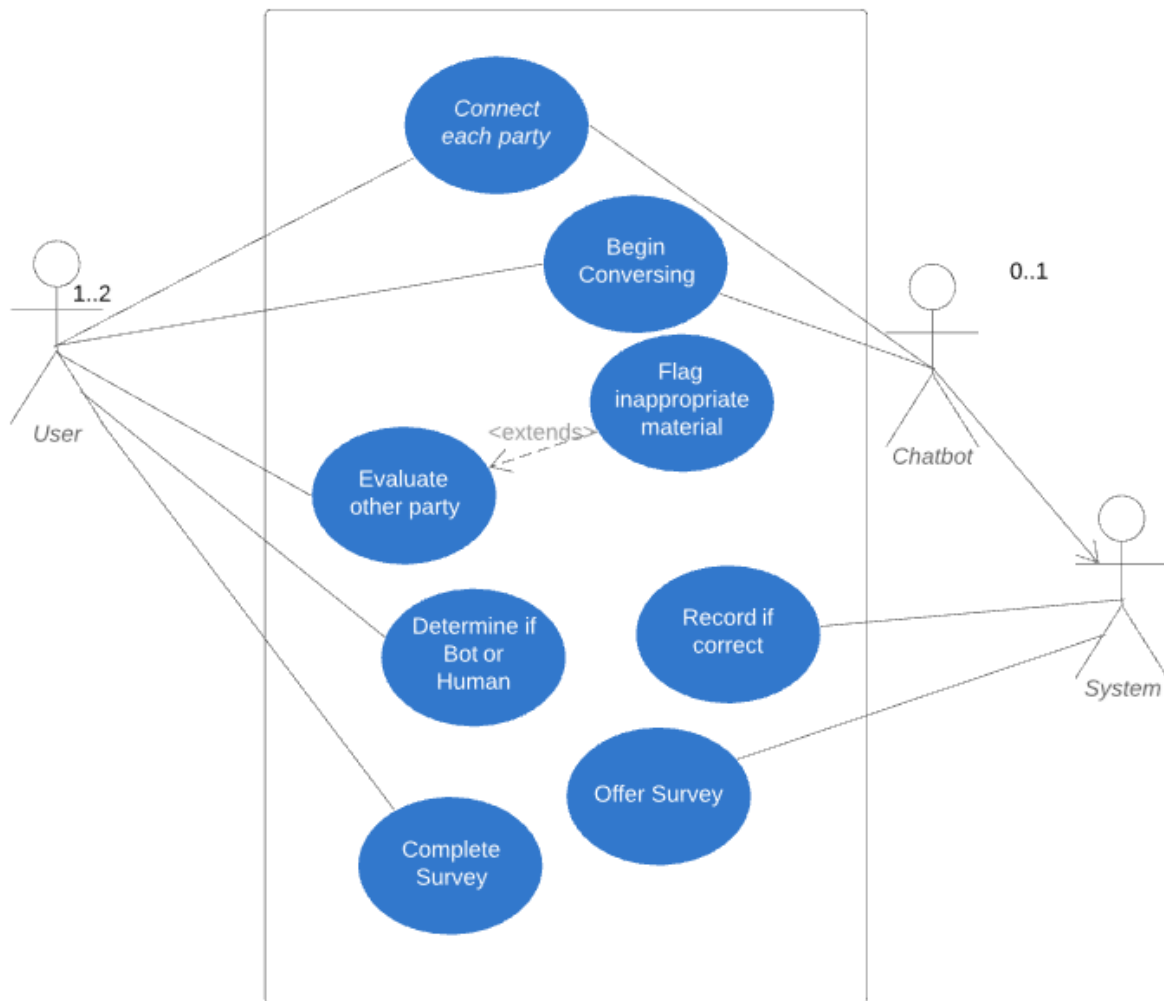 Connect
each party
Begin
Conversing
1..2
0..1
Flag
inappropriate
material
User
<extends>
Chatbot
Evaluate
other party
Determine if
Bot or
Human
Record if
correct
System
Offer Survey
Complete
Survey